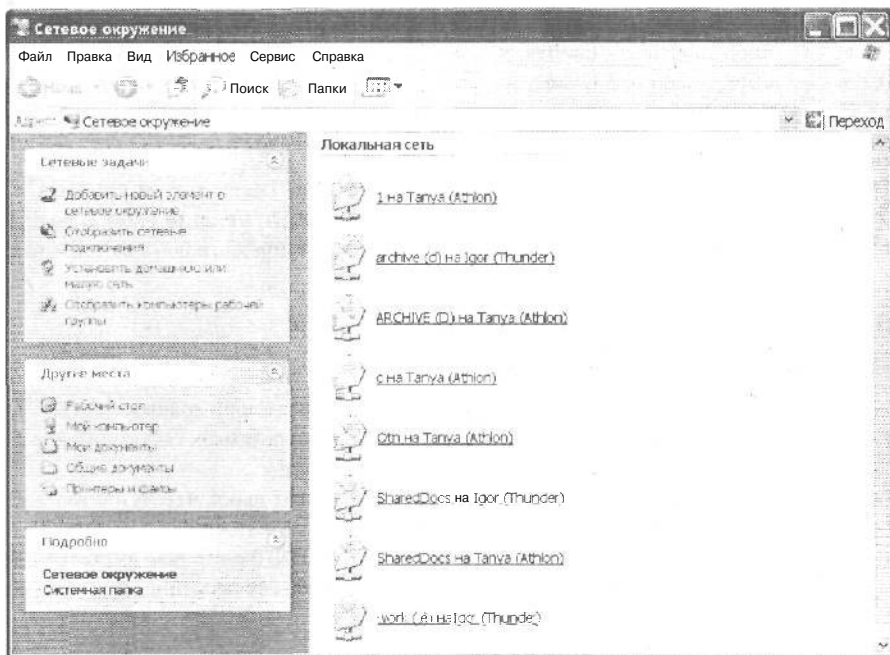 Сетевое окружение
Файл Правка Вид Избранное Сервис Справка
Поиск Папки
Сетевое окружение Переход
Сетевые задачи
Добавить новый элемент в
сетевое окружение
Отобразить сетевые
подключения
Установить домашнюю или
малую сеть
Отобразить компьютеры рабочей
группы
Другие места
Рабочий стол
Мой компьютер
Мои документы
Общие документы
Принтеры и факсы
Подробно
Сетевое окружение
Системная папка
Локальная сеть
1 на Tanya (Athlon)
archive (d) на Igor (Thunder)
ARCHIVE (D) на Tanya (Athlon)
c на Tanya (Athlon)
Otn на Tanya (Athlon)
SharedDocs на Igor (Thunder)
SharedDocs на Tanya (Athlon)
work (e) на Igor (Thunder)